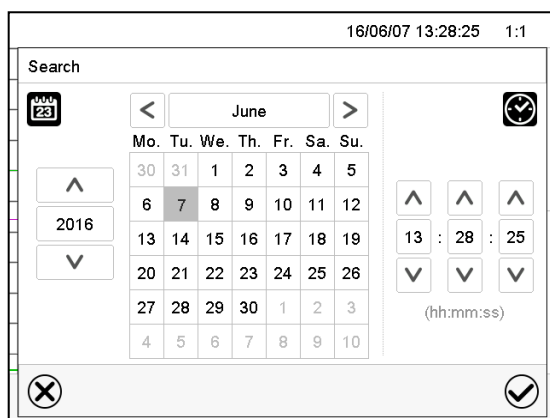 16/06/07 13:28:25 1:1
Search
23
< June >
Mo. Tu. We. Th. Fr. Sa. Su.
30 31 1 2 3 4 5
6 7 8 9 10 11 12
2016
13 14 15 16 17 18 19
13 : 28 : 25
20 21 22 23 24 25 26
27 28 29 30 1 2 3
(hh:mm:ss)
4 5 6 7 8 9 10